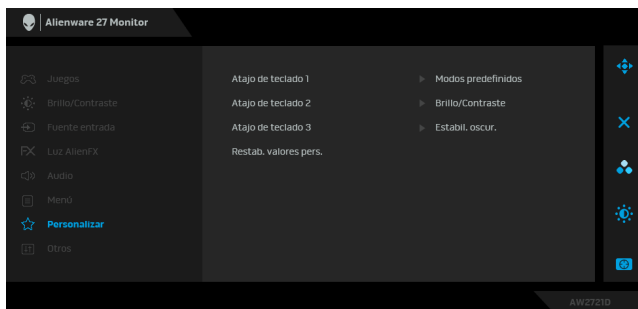 Alienware 27 Monitor
Juegos
Brillo/Contraste
Fuente entrada
FX Luz AlienFX
Audio
Menú
Personalizar
Otros
Atajo de teclado 1 Modos predefinidos
Atajo de teclado 2 Brillo/Contraste
Atajo de teclado 3 Estabil. oscur.
Restab. valores pers.
AW2721D